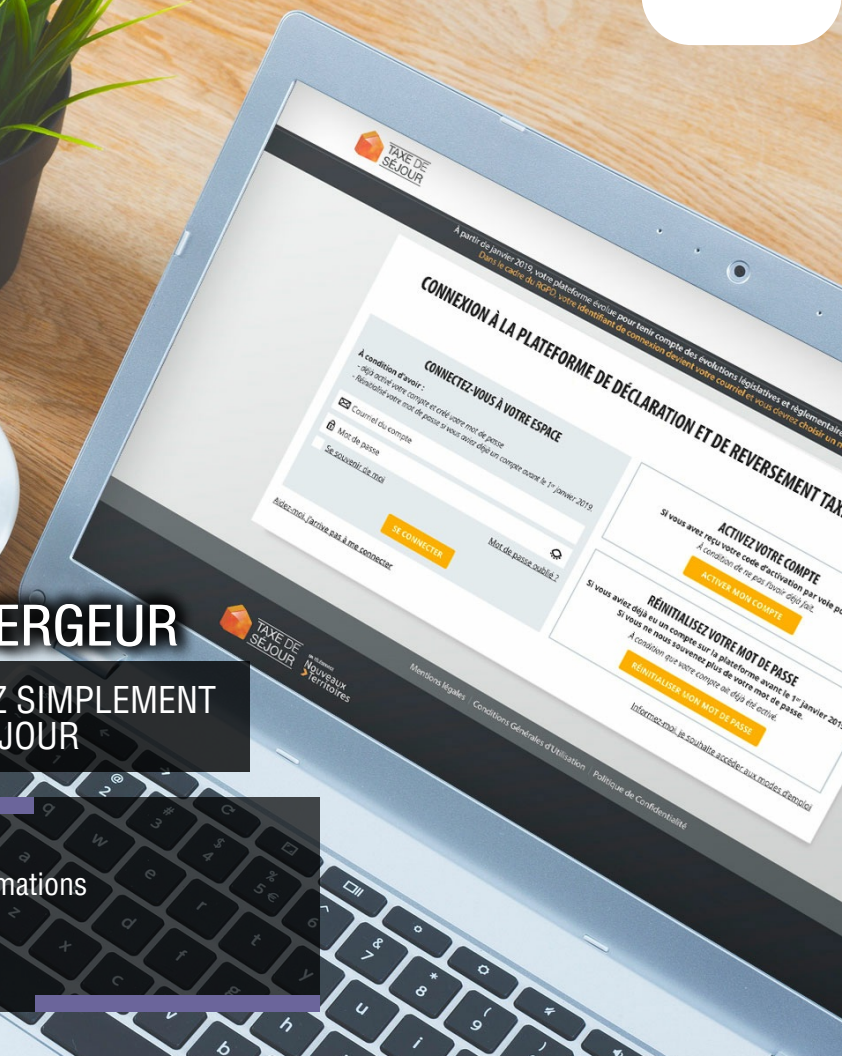 TAXE DE
SÉJOUR
À partir de janvier 2019, votre plateforme évolue pour tenir compte des évolutions législatives et règlementaire
Dans le cadre du RGPD, votre identifiant de connexion devient votre courriel et vous devrez choisir un
CONNEXION À LA PLATEFORME DE DÉCLARATION ET DE REVERSEMENT TAX
CONNECTEZ-VOUS À VOTRE ESPACE
À condition d'avoir :
- déjà activé votre compte et créé votre mot de passe
- Réinitialisé votre mot de passe si vous aviez déjà un compte avant le 1er janvier 2019.
Courriel du compte
Mot de passe
Se souvenir de moi
Mot de passe oublié ?
SE CONNECTER
Aidez-moi, j'arrive pas à me connecter
ACTIVEZ VOTRE COMPTE
Si vous avez reçu votre code d'activation par voie po
À condition de ne pas l'avoir déjà fait.
ACTIVER MON COMPTE
RÉINITIALISEZ VOTRE MOT DE PASSE
Si vous aviez déjà eu un compte sur la plateforme avant le 1er janvier 201
Si vous ne nous souvenez plus de votre mot de passe.
À condition que votre compte ait déjà été activé.
RÉINITIALISER MON MOT DE PASSE
Informez-moi, je souhaite accéder aux modes d'emploi
TAXE DE
SÉJOUR
Nouveaux
Territoires
Mentions légales | Conditions Générales d'Utilisation | Politique de Confidentialité
ERGEUR
Z SIMPLEMENT
JOUR
mations